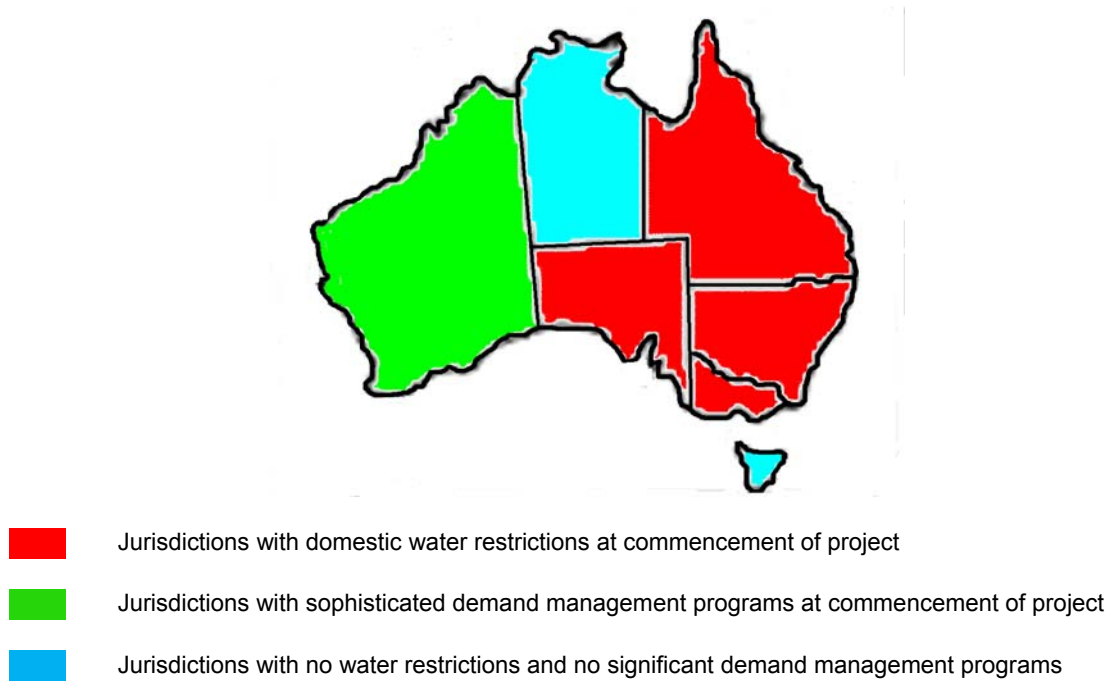 Jurisdictions with domestic water restrictions at commencement of project
Jurisdictions with sophisticated demand management programs at commencement of project
Jurisdictions with no water restrictions and no significant demand management programs